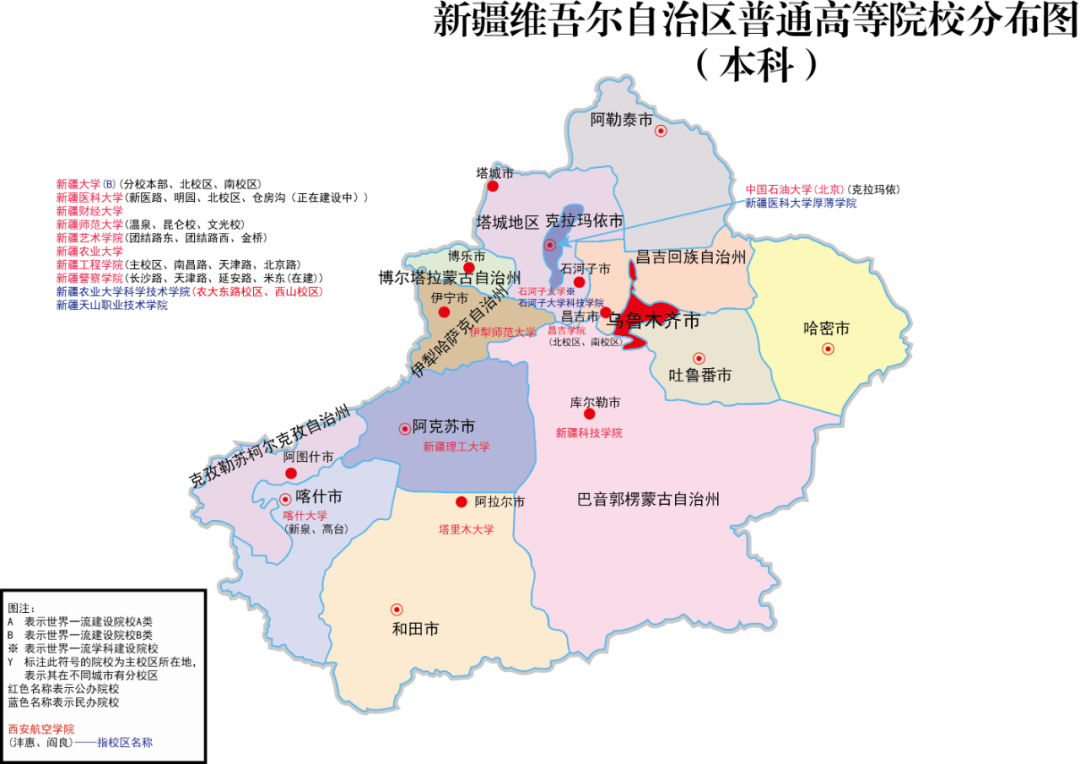 新疆维吾尔自治区普通高等院校分布图
（本科）
阿勒泰市
塔城市
新疆大学(B)(分校本部、北校区、南校区)
新疆医科大学(新医路、明园、北校区、仓房沟（正在建设中）)
新疆财经大学
新疆师范大学(温泉、昆仑校、文光校)
新疆艺术学院(团结路东、团结路西、金桥)
新疆农业大学
新疆工程学院(主校区、南昌路、天津路、北京路)
新疆警察学院(长沙路、天津路、延安路、米东(在建))
新疆农业大学科学技术学院(农大东路校区、西山校区)
新疆天山职业技术学院
中国石油大学(北京)(克拉玛依)
新疆医科大学厚薄学院
塔城地区
克拉玛依市
博乐市
博尔塔拉蒙古自治州
昌吉回族自治州
石河子市
石河子大学※
石河子大学科技学院
伊宁市
伊犁哈萨克自治州
伊犁师范大学
昌吉市
昌吉学院
(北校区、南校区)
乌鲁木齐市
哈密市
吐鲁番市
库尔勒市
新疆科技学院
阿克苏市
新疆理工大学
克孜勒苏柯尔克孜自治州
阿图什市
喀什市
喀什大学
(新泉、高台)
阿拉尔市
塔里木大学
巴音郭楞蒙古自治州
和田市
图注：
A 表示世界一流建设院校A类
B 表示世界一流建设院校B类
※ 表示世界一流学科建设院校
Y 标注此符号的院校为主校区所在地，
表示其在不同城市有分校区
红色名称表示公办院校
蓝色名称表示民办院校
西安航空学院
(沣惠、阎良)——指校区名称